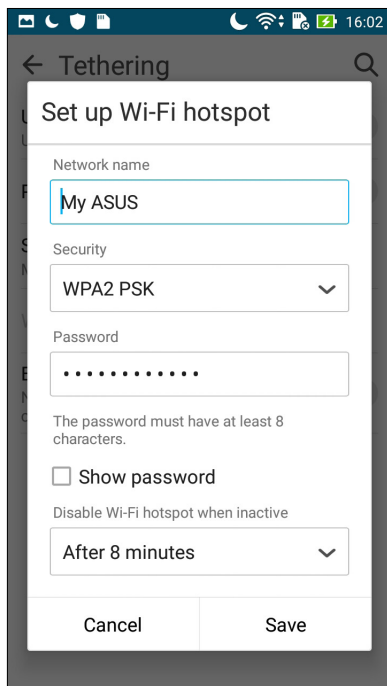 16:02
Tethering
Set up Wi-Fi hotspot
Network name
My ASUS
Security
WPA2 PSK
Password
••••••••••••
The password must have at least 8
characters.
Show password
Disable Wi-Fi hotspot when inactive
After 8 minutes
Cancel
Save